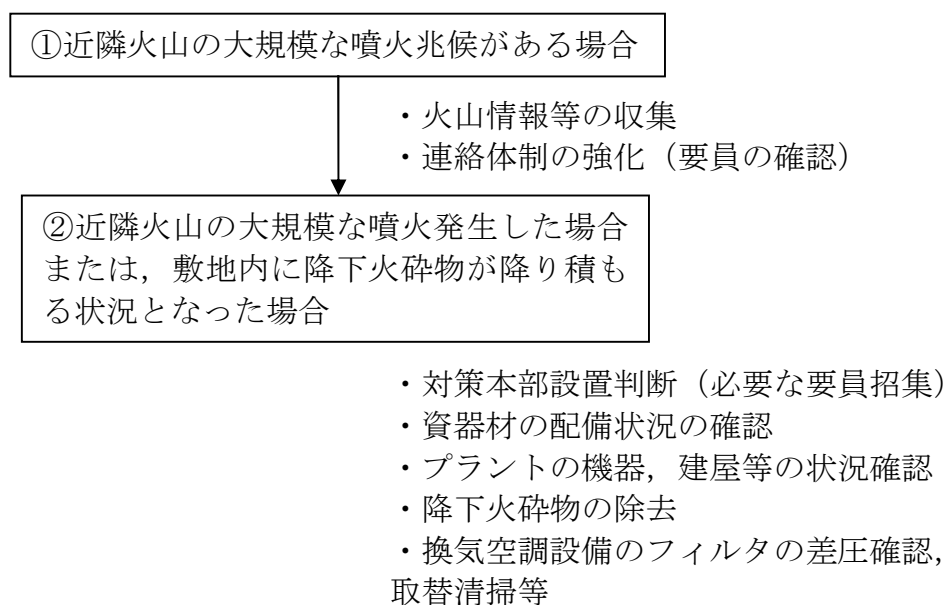 ①近隣火山の大規模な噴火兆候がある場合
・火山情報等の収集
・連絡体制の強化（要員の確認）
②近隣火山の大規模な噴火発生した場合
または，敷地内に降下火砕物が降り積も
る状況となった場合
・対策本部設置判断（必要な要員招集）
・資器材の配備状況の確認
・プラントの機器，建屋等の状況確認
・降下火砕物の除去
・換気空調設備のフィルタの差圧確認，
取替清掃等